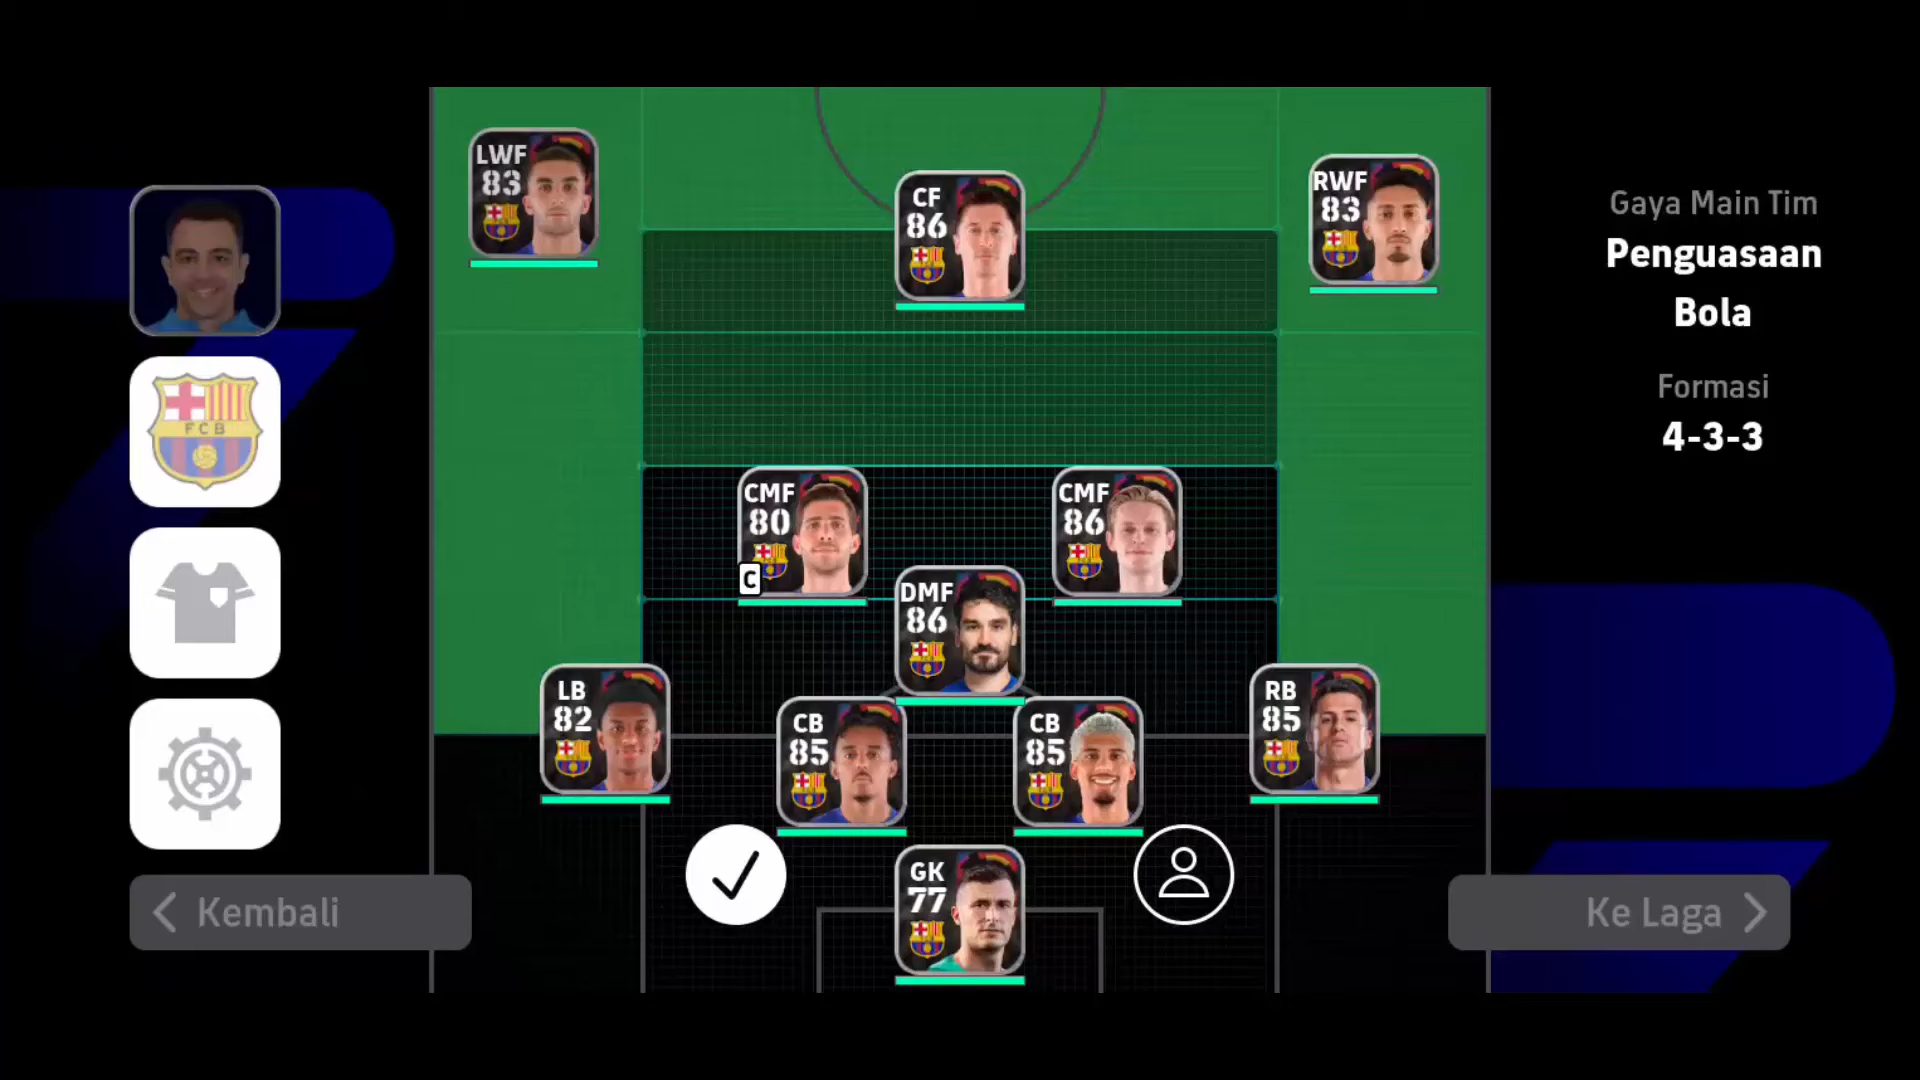 LWF
83
CF
86
RWF
83
Gaya Main Tim
Penguasaan
Bola
Formasi
4-3-3
FCB
CMF
80
C
CMF
86
DMF
86
LB
82
CB
85
CB
85
RB
85
GK
77
Kembali
Ke Laga